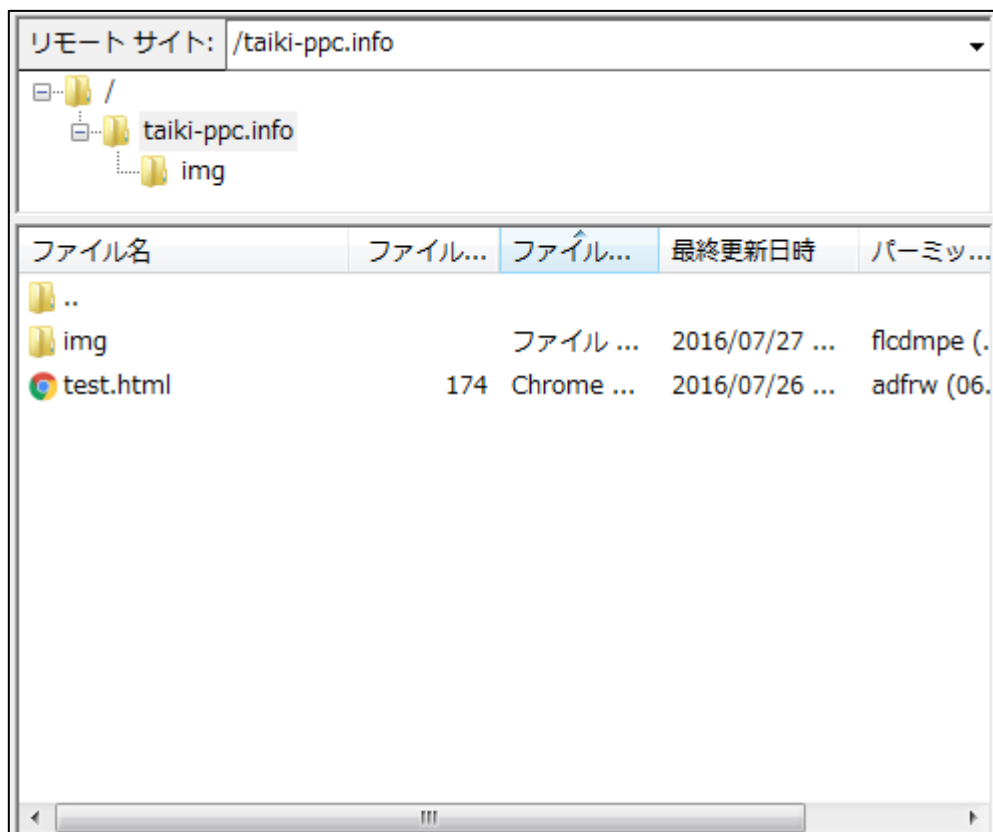 リモート サイト: /taiki-ppc.info
/
taiki-ppc.info
img
ファイル名 ファイル... ファイル... 最終更新日時 パーミッ...
..
img ファイル ... 2016/07/27 ... flcdmpe (.
test.html 174 Chrome ... 2016/07/26 ... adfrw (06.